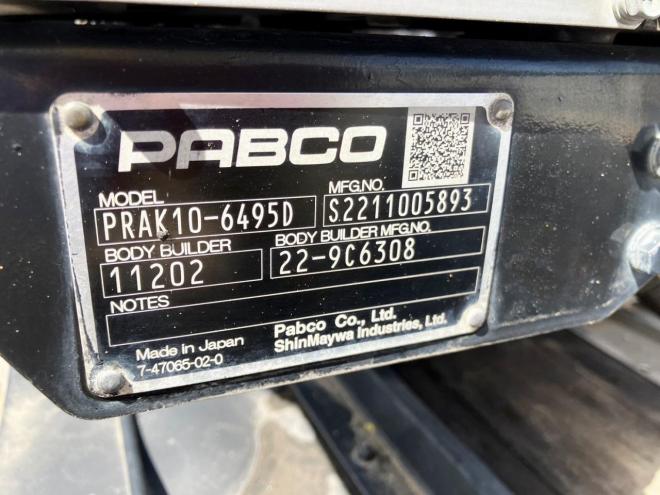 PABCO
MODEL MFG.NO.
PRAK10-6495D S.2211005893
BODY BUILDER BODY BUILDER MFG.NO.
11202 22-9C6308
NOTES
Made in Japan Pabco Co., Ltd.
7-47065-02-0 ShinMaywa Industries, Ltd.